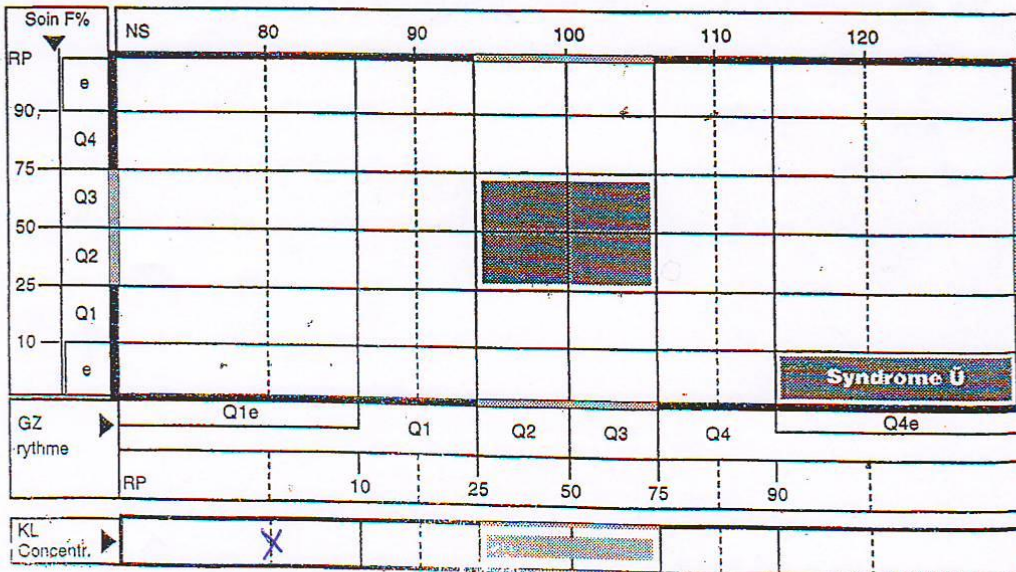 Soin F%
NS 80 90 100 110 120
RP
e
90
Q4
75
Q3
50
Q2
25
Q1
10
e
Syndrome Ü
GZ
rythme
Q1e Q1 Q2 Q3 Q4 Q4e
RP 10 25 50 75 90
KL
Concentr.
X